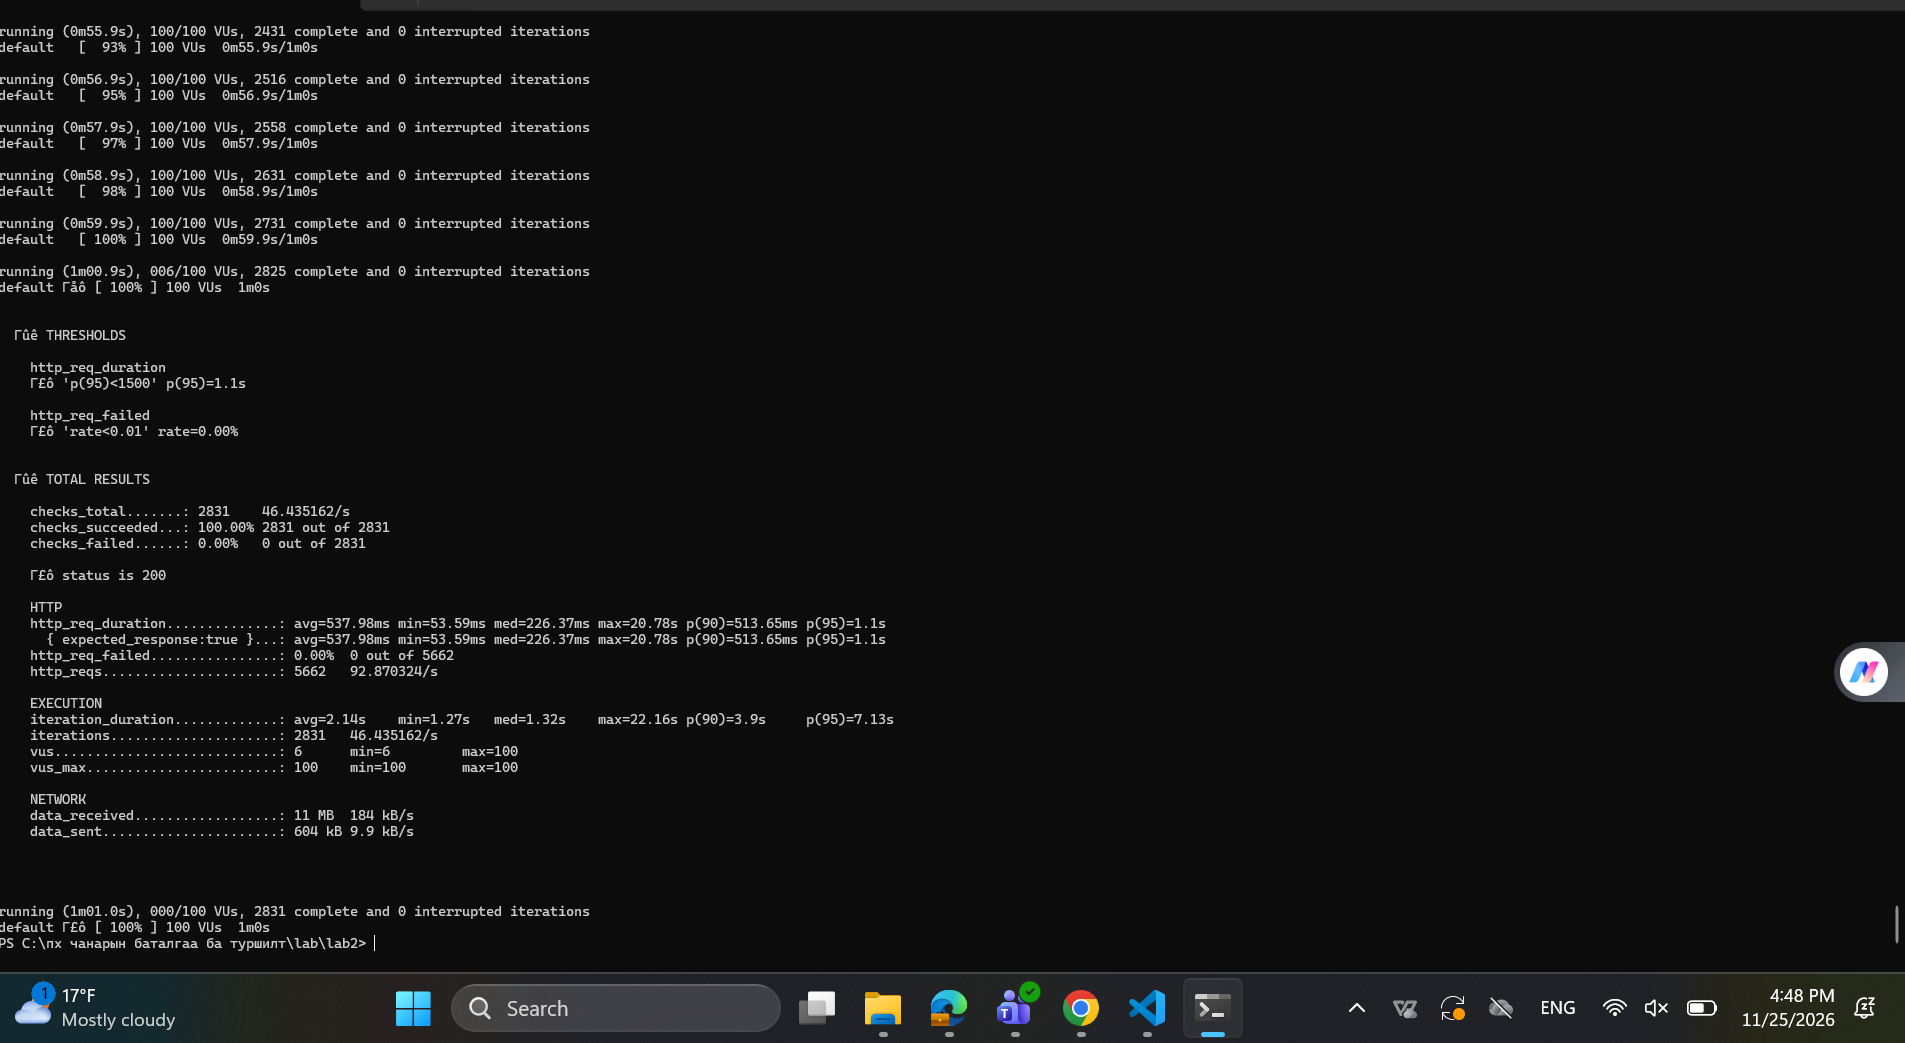 running (0m55.9s), 100/100 VUs, 2431 complete and 0 interrupted iterations
default   [  93% ] 100 VUs  0m55.9s/1m0s
running (0m56.9s), 100/100 VUs, 2516 complete and 0 interrupted iterations
default   [  95% ] 100 VUs  0m56.9s/1m0s
running (0m57.9s), 100/100 VUs, 2558 complete and 0 interrupted iterations
default   [  97% ] 100 VUs  0m57.9s/1m0s
running (0m58.9s), 100/100 VUs, 2631 complete and 0 interrupted iterations
default   [  98% ] 100 VUs  0m58.9s/1m0s
running (0m59.9s), 100/100 VUs, 2731 complete and 0 interrupted iterations
default   [ 100% ] 100 VUs  0m59.9s/1m0s
running (1m00.9s), 006/100 VUs, 2825 complete and 0 interrupted iterations
default Γåô [ 100% ] 100 VUs  1m0s
Γûê THRESHOLDS
http_req_duration
Γ£ô 'p(95)<1500' p(95)=1.1s
http_req_failed
Γ£ô 'rate<0.01' rate=0.00%
Γûê TOTAL RESULTS
checks_total.......: 2831    46.435162/s
checks_succeeded...: 100.00% 2831 out of 2831
checks_failed......: 0.00%   0 out of 2831
Γ£ô status is 200
HTTP
http_req_duration..............: avg=537.98ms min=53.59ms med=226.37ms max=20.78s p(90)=513.65ms p(95)=1.1s
{ expected_response:true }...: avg=537.98ms min=53.59ms med=226.37ms max=20.78s p(90)=513.65ms p(95)=1.1s
http_req_failed................: 0.00%  0 out of 5662
http_reqs......................: 5662   92.870324/s
EXECUTION
iteration_duration.............: avg=2.14s    min=1.27s   med=1.32s    max=22.16s p(90)=3.9s     p(95)=7.13s
iterations.....................: 2831   46.435162/s
vus............................: 6      min=6         max=100
vus_max........................: 100    min=100       max=100
NETWORK
data_received..................: 11 MB  184 kB/s
data_sent......................: 604 kB 9.9 kB/s
running (1m01.0s), 000/100 VUs, 2831 complete and 0 interrupted iterations
default Γ£ô [ 100% ] 100 VUs  1m0s
PS C:\пх чанарын баталгаа ба туршилт\lab\lab2>
1
17°F
Mostly cloudy
Search
ENG
4:48 PM
11/25/2026